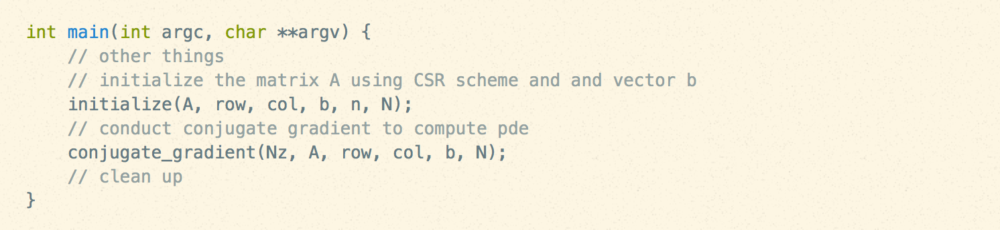 int main(int argc, char **argv) {
    // other things
    // initialize the matrix A using CSR scheme and and vector b
    initialize(A, row, col, b, n, N);
    // conduct conjugate gradient to compute pde
    conjugate_gradient(Nz, A, row, col, b, N);
    // clean up
}